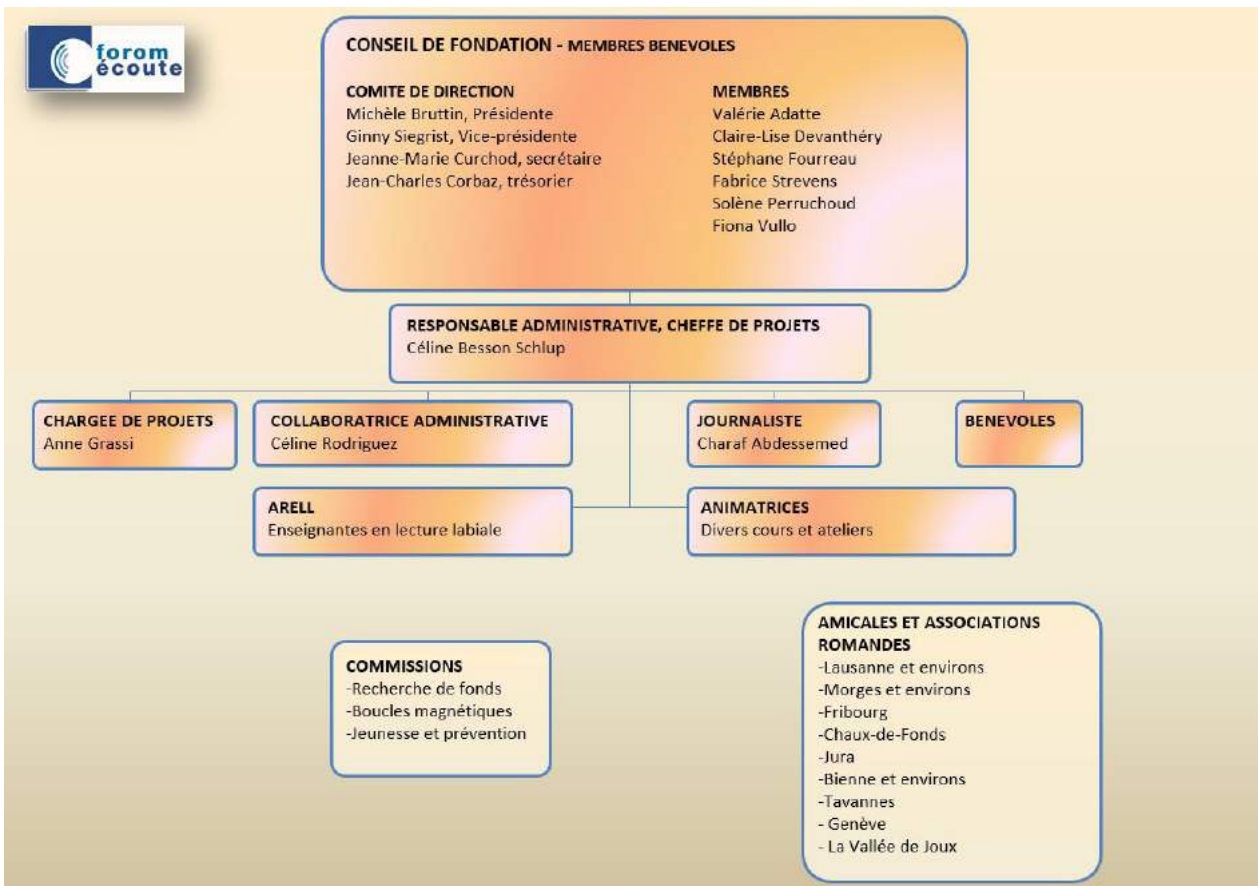 forom
écoute
CONSEIL DE FONDATION - MEMBRES BENEVOLES
COMITE DE DIRECTION
Michèle Bruttin, Présidente
Ginny Siegrist, Vice-présidente
Jeanne-Marie Curchod, secrétaire
Jean-Charles Corbaz, trésorier
MEMBRES
Valérie Adatte
Claire-Lise Devanthéry
Stéphane Fourreau
Fabrice Strevens
Solène Perruchoud
Fiona Vullo
RESPONSABLE ADMINISTRATIVE, CHEFFE DE PROJETS
Céline Besson Schlup
CHARGEE DE PROJETS
Anne Grassi
COLLABORATRICE ADMINISTRATIVE
Céline Rodriguez
JOURNALISTE
Charaf Abdessemed
BENEVOLES
ARELL
Enseignantes en lecture labiale
ANIMATRICES
Divers cours et ateliers
COMMISSIONS
-Recherche de fonds
-Boucles magnétiques
-Jeunesse et prévention
AMICALES ET ASSOCIATIONS
ROMANDES
-Lausanne et environs
-Morges et environs
-Fribourg
-Chaux-de-Fonds
-Jura
-Bienne et environs
-Tavannes
- Genève
- La Vallée de Joux